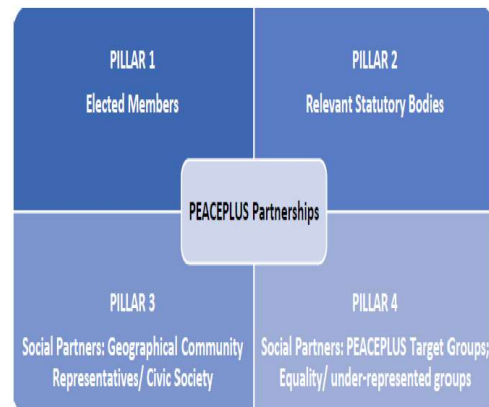 PILLAR 1
Elected Members
PILLAR 2
Relevant Statutory Bodies
PEACEPLUS Partnerships
PILLAR 3
Social Partners: Geographical Community
Representatives/ Civic Society
PILLAR 4
Social Partners: PEACEPLUS Target Groups;
Equality/ under-represented groups